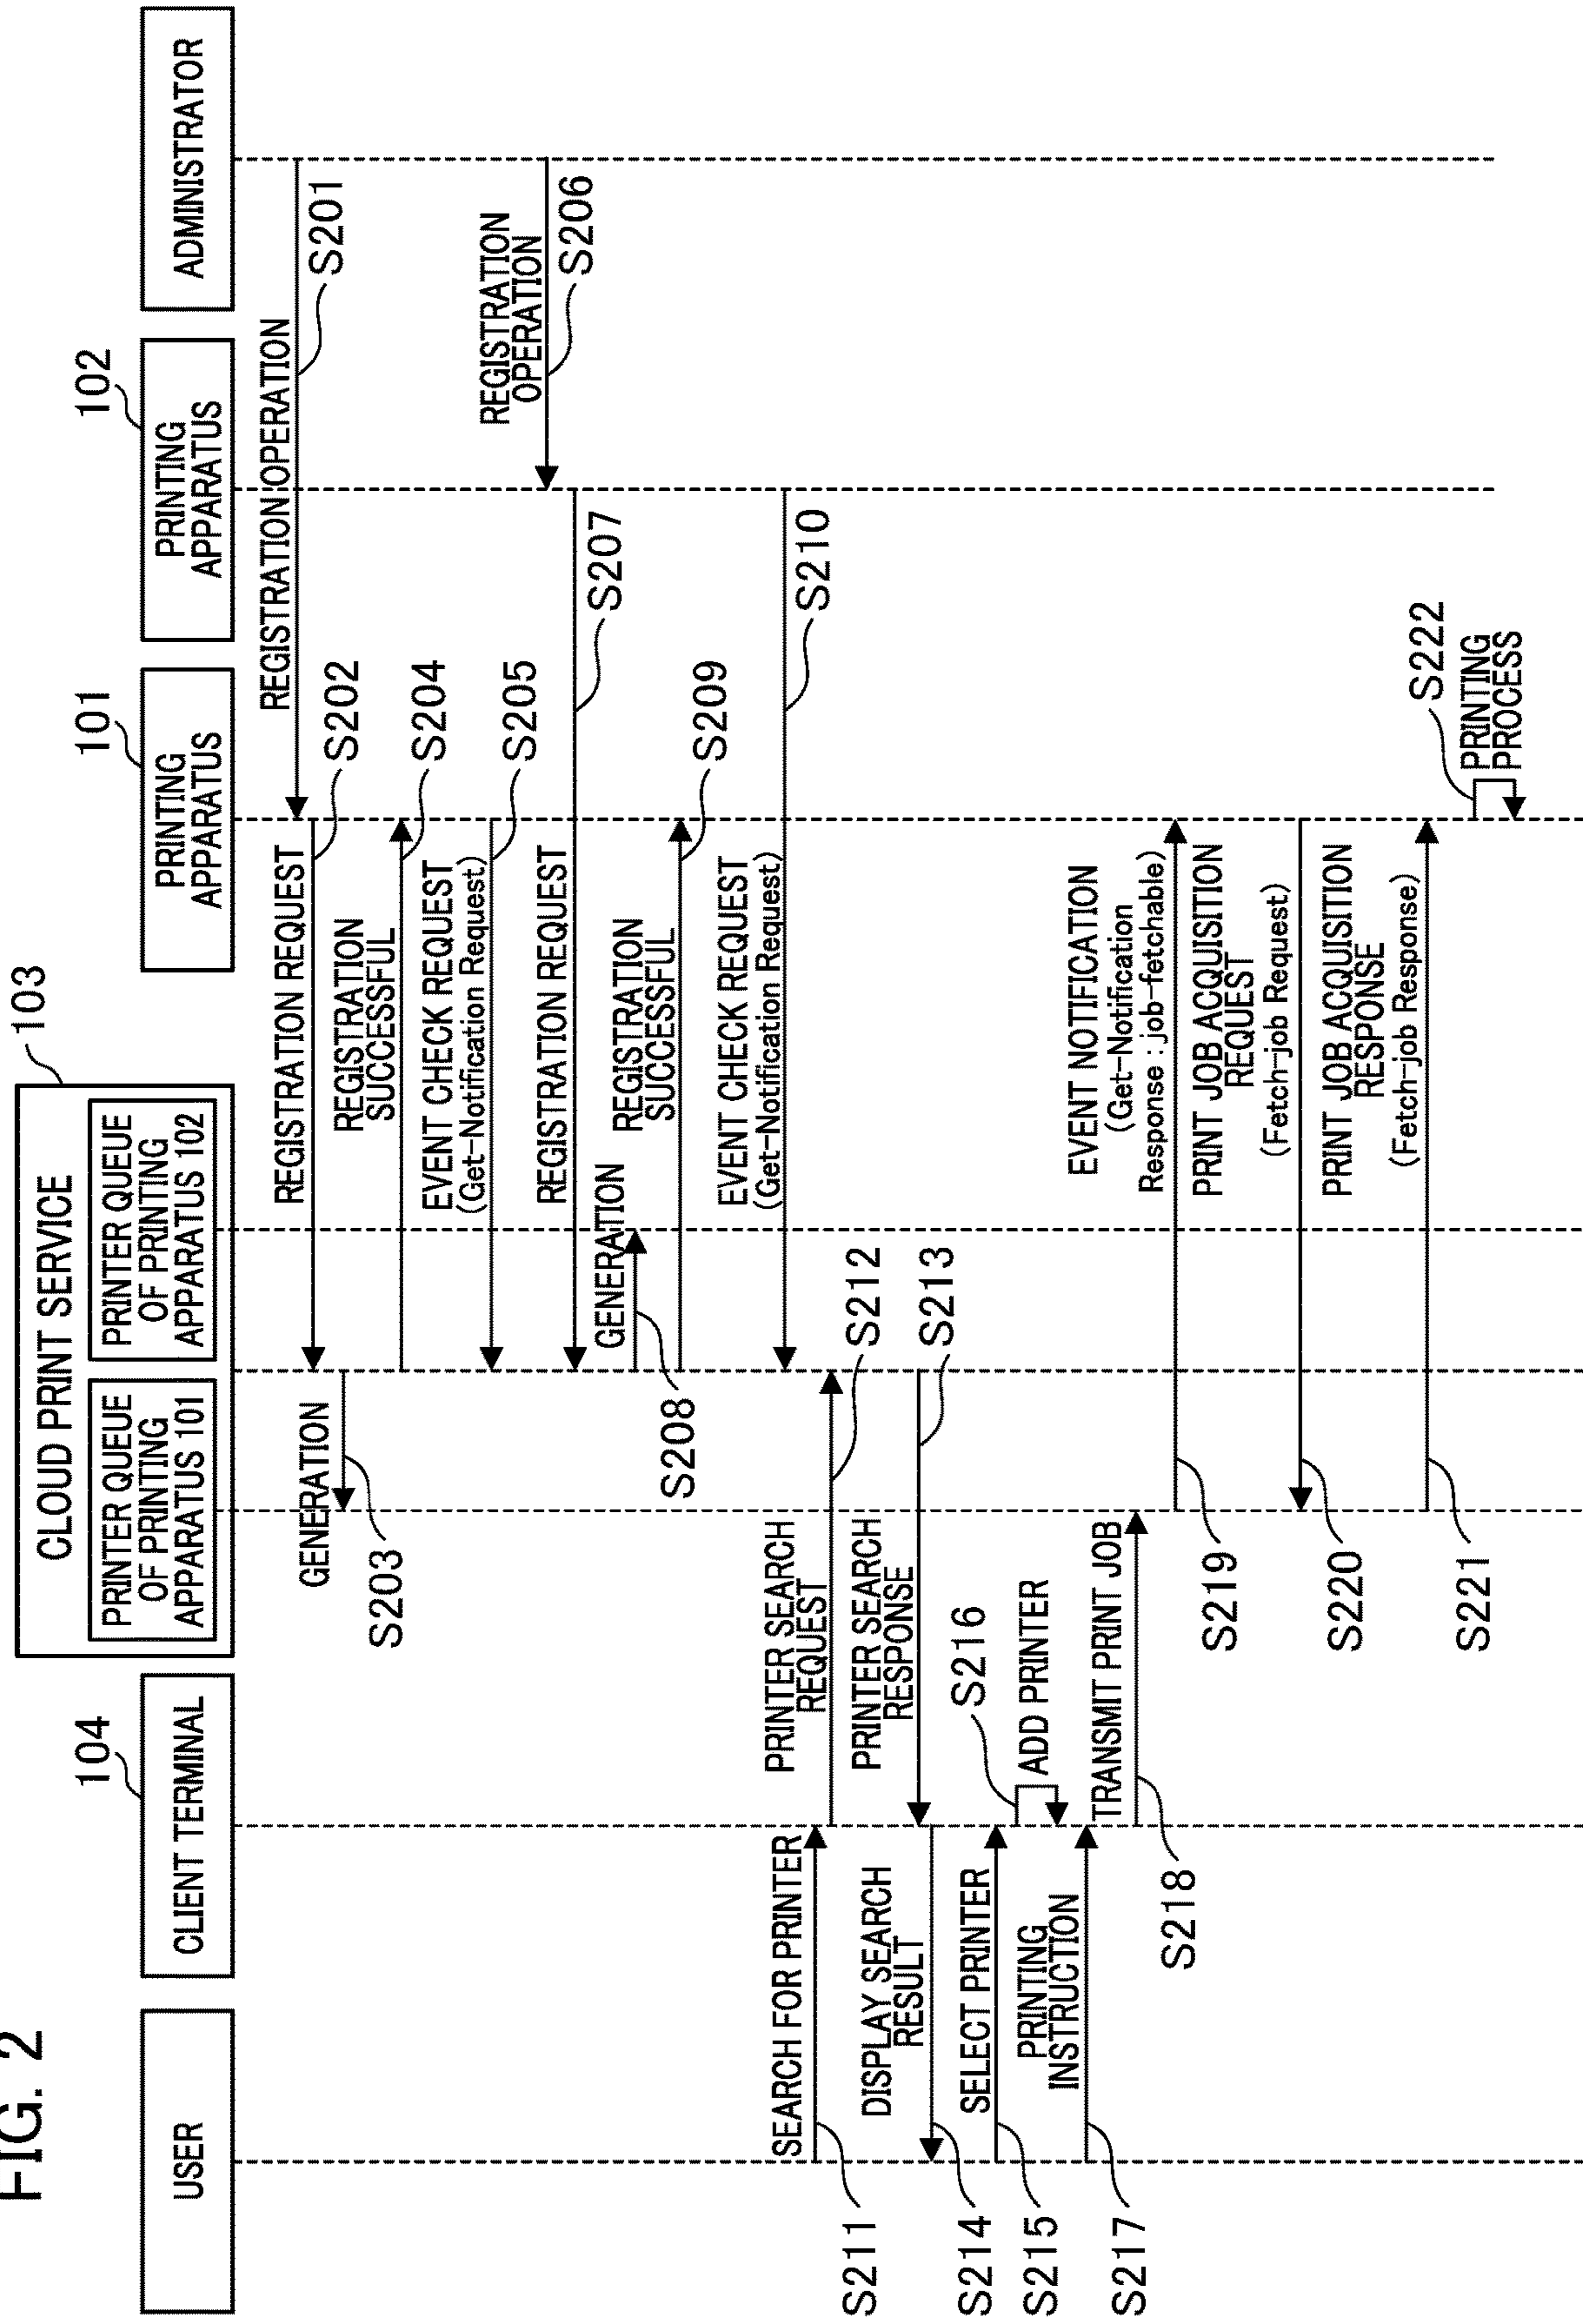 FIG. 2
USER
104
CLIENT TERMINAL
103
CLOUD PRINT SERVICE
PRINTER QUEUE
OF PRINTING
APPARATUS 101
PRINTER QUEUE
OF PRINTING
APPARATUS 102
101
PRINTING
APPARATUS
102
PRINTING
APPARATUS
ADMINISTRATOR
REGISTRATION OPERATION
S201
REGISTRATION REQUEST
S202
GENERATION
S203
REGISTRATION
SUCCESSFUL
S204
EVENT CHECK REQUEST
(Get-Notification Request)
S205
REGISTRATION
OPERATION
S206
REGISTRATION REQUEST
S207
GENERATION
S208
REGISTRATION
SUCCESSFUL
S209
EVENT CHECK REQUEST
(Get-Notification Request)
S210
SEARCH FOR PRINTER
S211
PRINTER SEARCH
REQUEST
S212
PRINTER SEARCH
RESPONSE
S213
DISPLAY SEARCH
RESULT
S214
SELECT PRINTER
S215
S216
ADD PRINTER
PRINTING
INSTRUCTION
S217
TRANSMIT PRINT JOB
S218
EVENT NOTIFICATION
(Get-Notification
Response : job-fetchable)
S219
PRINT JOB ACQUISITION
REQUEST
(Fetch-job Request)
S220
PRINT JOB ACQUISITION
RESPONSE
(Fetch-job Response)
S221
S222
PRINTING
PROCESS